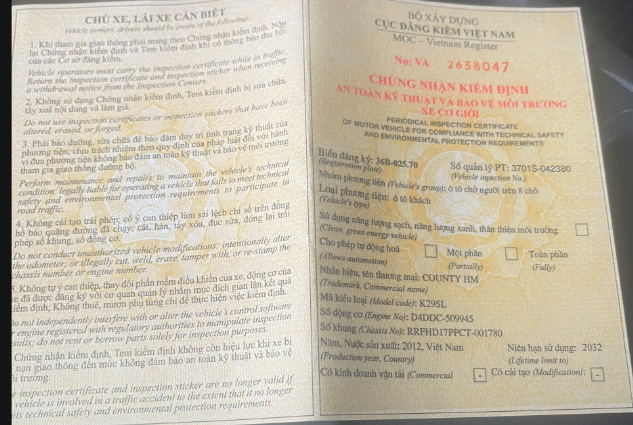 CHỦ XE, LÁI XE CẦN BIẾT
Vehicle owners, drivers should be aware of the followings
1. Khi tham gia giao thông phải mang theo Chứng nhận kiểm định. Nộp
lại Chứng nhận kiểm định và Tem kiểm định khi có thông báo thu hồi
của các Cơ sở đăng kiểm.
Vehicle operators must carry the inspection certificate while in traffic.
Return the inspection certificate and inspection sticker when receiving
a withdrawal notice from the Inspection Centers.
2. Không sử dụng Chứng nhận kiểm định, Tem kiểm định bị sửa chữa,
tẩy xoá nội dung và làm giả.
Do not use inspection certificates or inspection stickers that have been
altered, erased, or forged.
3. Phải bảo dưỡng, sửa chữa để bảo đảm duy trì tình trạng kỹ thuật của
phương tiện; chịu trách nhiệm theo quy định của pháp luật đối với hành
vi đưa phương tiện không bảo đảm an toàn kỹ thuật và bảo vệ môi trường
tham gia giao thông đường bộ.
Perform maintenance and repairs to maintain the vehicle's technical
condition; legally liable for operating a vehicle that fails to meet technical
safety and environmental protection requirements to participate in
road traffic.
4. Không cải tạo trái phép; cố ý can thiệp làm sai lệch chỉ số trên đồng
hồ báo quãng đường đã chạy; cắt, hàn, tẩy xóa, đục sửa, đóng lại trái
phép số khung, số động cơ.
Do not conduct unauthorized vehicle modifications; intentionally alter
the odometer; or illegally cut, weld, erase, tamper with, or re-stamp the
chassis number or engine number.
5. Không tự ý can thiệp, thay đổi phần mềm điều khiển của xe, động cơ của
xe đã được đăng ký với cơ quan quản lý nhằm mục đích gian lận kết quả
kiểm định; Không thuê, mượn phụ tùng chỉ để thực hiện việc kiểm định.
Do not independently interfere with or alter the vehicle's control software
or engine registered with regulatory authorities to manipulate inspection
results; do not rent or borrow parts solely for inspection purposes.
Chứng nhận kiểm định, Tem kiểm định không còn hiệu lực khi xe bị
nạn giao thông đến mức không đảm bảo an toàn kỹ thuật và bảo vệ
môi trường.
inspection certificate and inspection sticker are no longer valid if
vehicle is involved in a traffic accident to the extent that it no longer
technical safety and environmental protection requirements.
BỘ XÂY DỰNG
CỤC ĐĂNG KIỂM VIỆT NAM
MOC - Vietnam Register
No: VA 2638047
CHỨNG NHẬN KIỂM ĐỊNH
AN TOÀN KỸ THUẬT VÀ BẢO VỆ MÔI TRƯỜNG
XE CƠ GIỚI
PERIODICAL INSPECTION CERTIFICATE
OF MOTOR VEHICLE FOR COMPLIANCE WITH TECHNICAL SAFETY
AND ENVIRONMENTAL PROTECTION REQUIREMENTS
Biển đăng ký: 36B-025.70 Số quản lý PT: 3701S-042380
(Registration plate) (Vehicle inpection No.)
Nhóm phương tiện (Vehicle's group): ô tô chở người trên 8 chỗ
Loại phương tiện: ô tô khách
(Vehicle's type)
Sử dụng năng lượng sạch, năng lượng xanh, thân thiện môi trường
(Clean, green energy vehicle)
Cho phép tự động hoá Một phần Toàn phần
(Allows automation) (Partially) (Fully)
Nhãn hiệu, tên thương mại: COUNTY HM
(Trademark, Commercial name)
Mã kiểu loại (Model code): K29SL
Số động cơ (Engine No): D4DDC-509945
Số khung (Chassis No): RRFHD17PPCT-001780
Năm, Nước sản xuất: 2012, Việt Nam Niên hạn sử dụng: 2032
(Production year, Country) (Lifetime limit to)
Có kinh doanh vận tải (Commercial - Có cải tạo (Modification): -